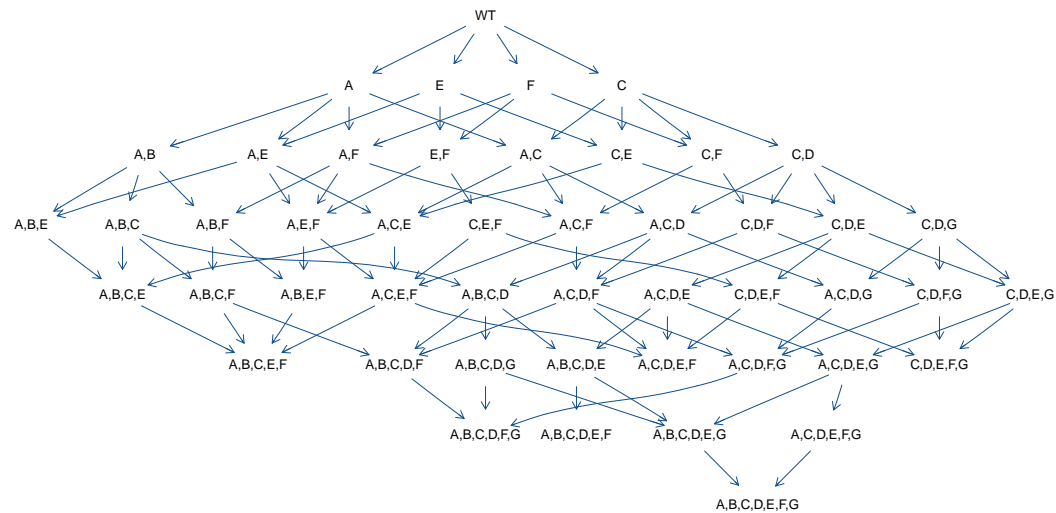 WT
A E F C
A,B A,E A,F E,F A,C C,E C,F C,D
A,B,E A,B,C A,B,F A,E,F A,C,E C,E,F A,C,F A,C,D C,D,F C,D,E C,D,G
A,B,C,E A,B,C,F A,B,E,F A,C,E,F A,B,C,D A,C,D,F A,C,D,E C,D,E,F A,C,D,G C,D,F,G C,D,E,G
A,B,C,E,F A,B,C,D,F A,B,C,D,G A,B,C,D,E A,C,D,E,F A,C,D,F,G A,C,D,E,G C,D,E,F,G
A,B,C,D,F,G A,B,C,D,E,F A,B,C,D,E,G A,C,D,E,F,G
A,B,C,D,E,F,G